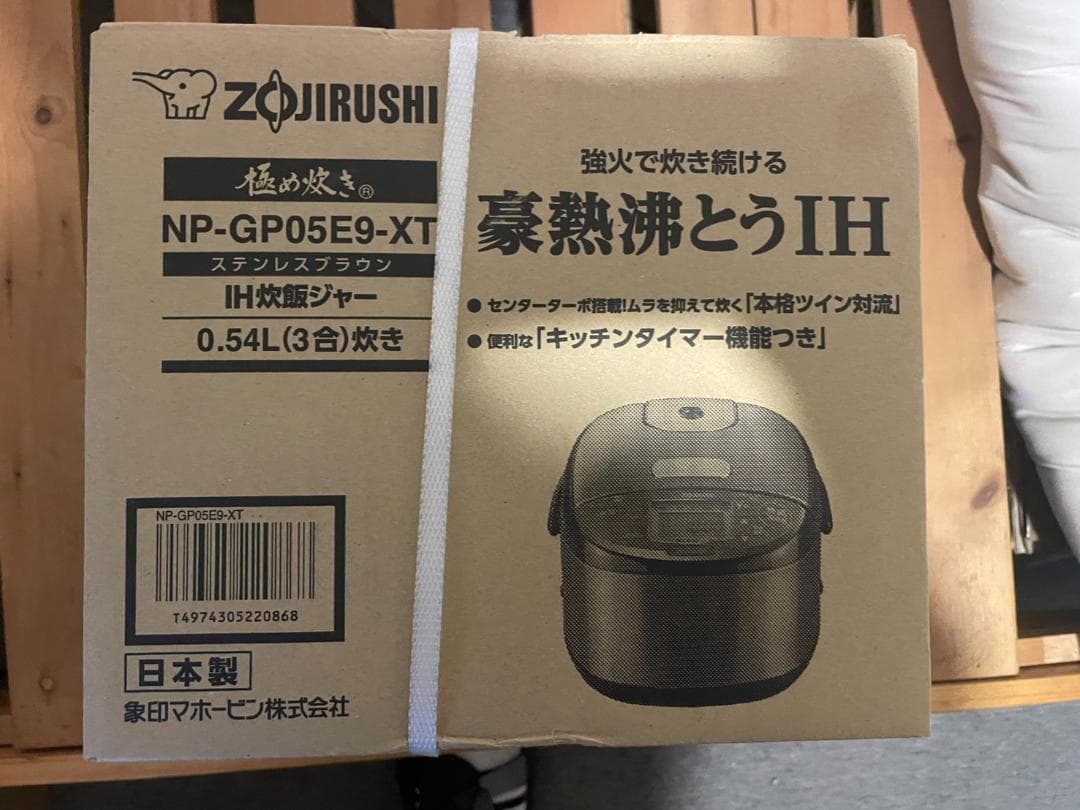 ZOJIRUSHI
極め炊き®
NP-GP05E9-XT
ステンレスブラウン
IH炊飯ジャー
0.54L(3合)炊き
強火で炊き続ける
豪熱沸とうIH
● センターターボ搭載!ムラを抑えて炊く「本格ツイン対流」
● 便利な「キッチンタイマー機能つき」
NP-GP05E9-XT
T4974305220868
日本製
象印マホービン株式会社